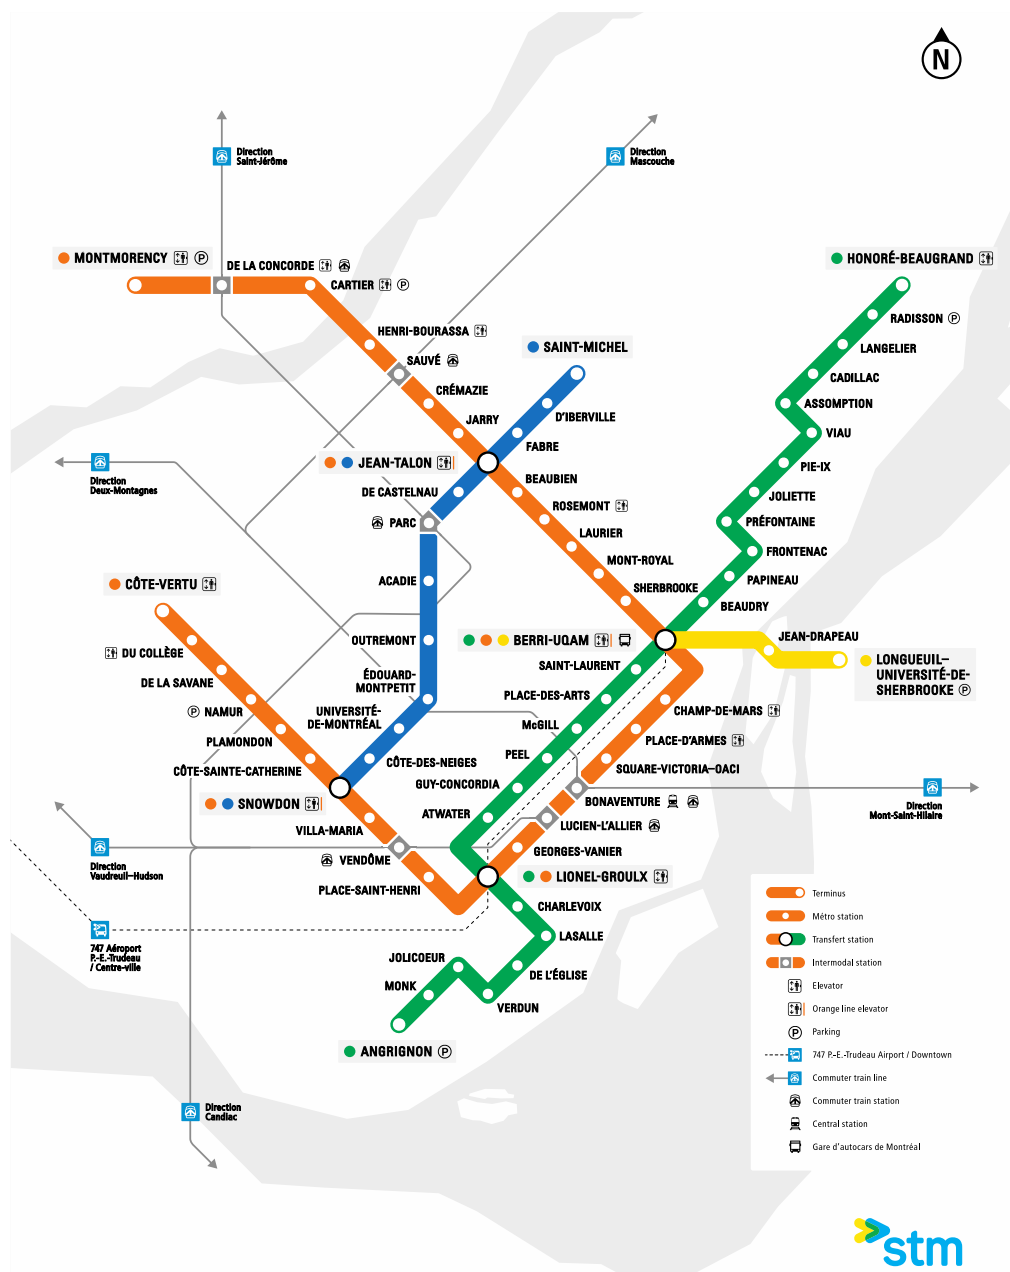 N
Direction
Saint-Jérôme
Direction
Mascouche
MONTMORENCY P
DE LA CONCORDE
CARTIER P
HONORÉ-BEAUGRAND
RADISSON P
HENRI-BOURASSA
SAUVÉ
SAINT-MICHEL
LANGELIER
CRÉMAZIE
CADILLAC
JARRY
D'IBERVILLE
ASSOMPTION
FABRE
VIAU
JEAN-TALON
PIE-IX
BEAUBIEN
Direction
Deux-Montagnes
DE CASTELNAU
JOLIETTE
ROSEMONT
PARC
PRÉFONTAINE
LAURIER
FRONTENAC
MONT-ROYAL
ACADIE
PAPINEAU
CÔTE-VERTU
SHERBROOKE
BEAUDRY
OUTREMONT
BERRI-UQAM
JEAN-DRAPEAU
DU COLLÈGE
SAINT-LAURENT
LONGUEUIL–
UNIVERSITÉ-DE-
SHERBROOKE P
DE LA SAVANE
ÉDOUARD-
MONTPETIT
PLACE-DES-ARTS
P NAMUR
UNIVERSITÉ-
DE-MONTRÉAL
CHAMP-DE-MARS
McGILL
PLAMONDON
PLACE-D'ARMES
PEEL
CÔTE-DES-NEIGES
CÔTE-SAINTE-CATHERINE
SQUARE-VICTORIA–OACI
GUY-CONCORDIA
SNOWDON
BONAVENTURE
Direction
Mont-Saint-Hilaire
ATWATER
VILLA-MARIA
LUCIEN-L'ALLIER
VENDÔME
GEORGES-VANIER
Direction
Vaudreuil–Hudson
LIONEL-GROULX
PLACE-SAINT-HENRI
CHARLEVOIX
LASALLE
747 Aéroport
P.-E.-Trudeau
/ Centre-ville
JOLICOEUR
DE L'ÉGLISE
MONK
VERDUN
ANGRIGNON P
Direction
Candiac
Terminus
Métro station
Transfert station
Intermodal station
Elevator
Orange line elevator
P Parking
747 P.-E.-Trudeau Airport / Downtown
Commuter train line
Commuter train station
Central station
Gare d'autocars de Montréal
stm